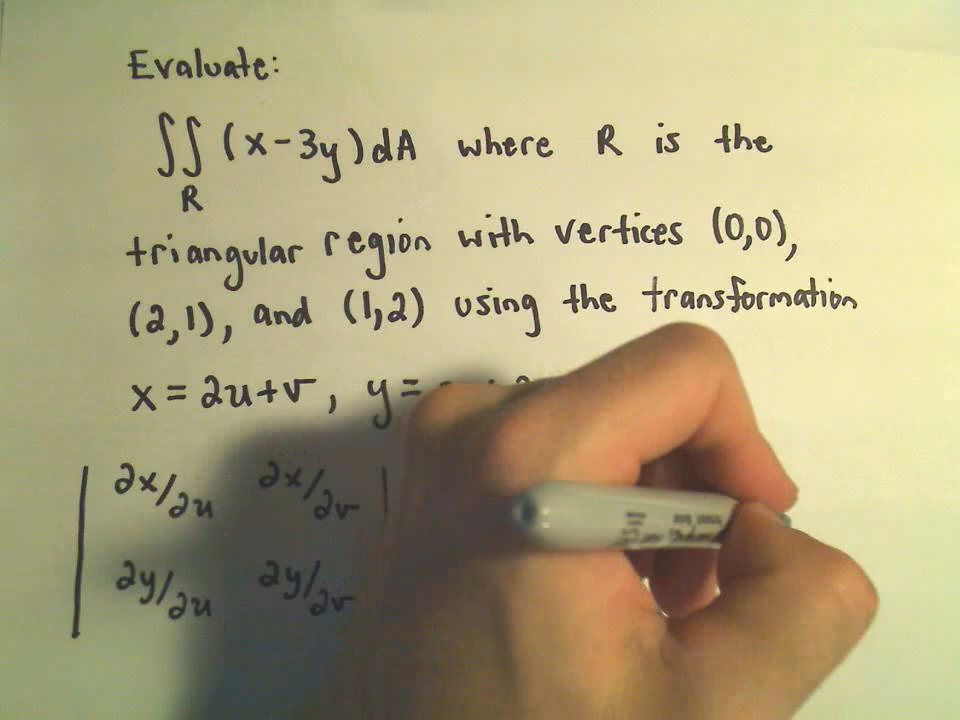 Evaluate:
∬ (x-3y) dA where R is the
R
triangular region with vertices (0,0),
(2,1), and (1,2) using the transformation
x = 2u+v, y =
∂x/∂u ∂x/∂v
∂y/∂u ∂y/∂v